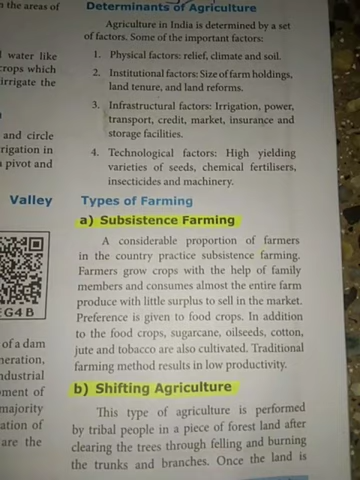 the areas of
water like
crops which
irrigate the
and circle
rigation in
pivot and
Valley
EG4B
of a dam
neration,
ndustrial
ment of
majority
ation of
are the
Determinants of Agriculture
Agriculture in India is determined by a set
of factors. Some of the important factors:
1. Physical factors: relief, climate and soil.
2. Institutional factors: Size of farm holdings,
land tenure, and land reforms.
3. Infrastructural factors: Irrigation, power,
transport, credit, market, insurance and
storage facilities.
4. Technological factors: High yielding
varieties of seeds, chemical fertilisers,
insecticides and machinery.
Types of Farming
a) Subsistence Farming
A considerable proportion of farmers
in the country practice subsistence farming.
Farmers grow crops with the help of family
members and consumes almost the entire farm
produce with little surplus to sell in the market.
Preference is given to food crops. In addition
to the food crops, sugarcane, oilseeds, cotton,
jute and tobacco are also cultivated. Traditional
farming method results in low productivity.
b) Shifting Agriculture
This type of agriculture is performed
by tribal people in a piece of forest land after
clearing the trees through felling and burning
the trunks and branches. Once the land is